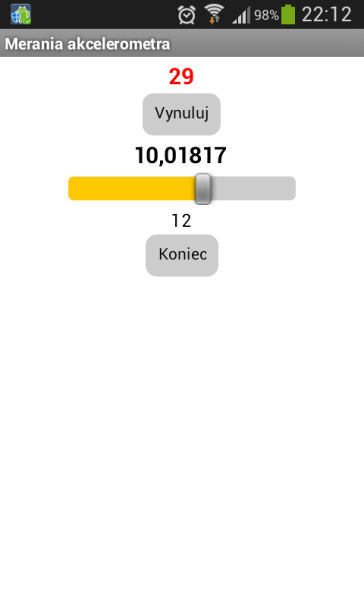 98% 22:12
Merania akcelerometra
29
Vynuluj
10,01817
12
Koniec